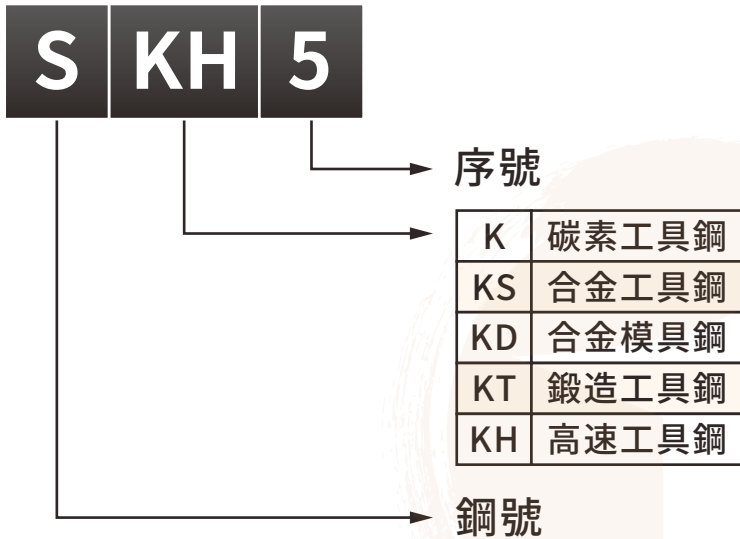 S KH 5
序號
K 碳素工具鋼
KS 合金工具鋼
KD 合金模具鋼
KT 鍛造工具鋼
KH 高速工具鋼
鋼號